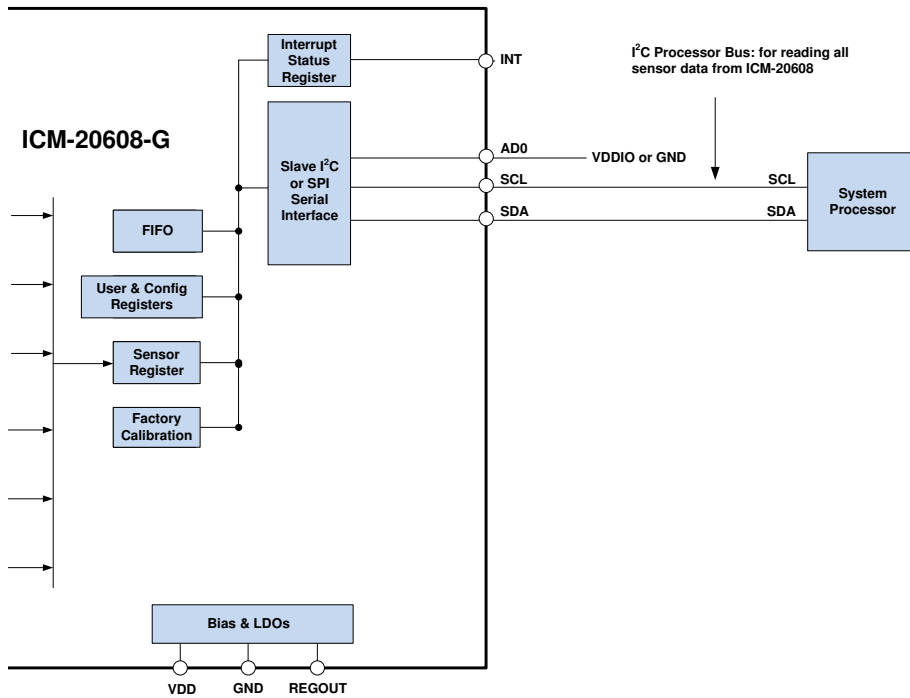 Interrupt
Status
Register
INT
I²C Processor Bus: for reading all
sensor data from ICM-20608
ICM-20608-G
Slave I²C
or SPI
Serial
Interface
AD0
VDDIO or GND
SCL
SCL
SDA
SDA
System
Processor
FIFO
User & Config
Registers
Sensor
Register
Factory
Calibration
Bias & LDOs
VDD
GND
REGOUT